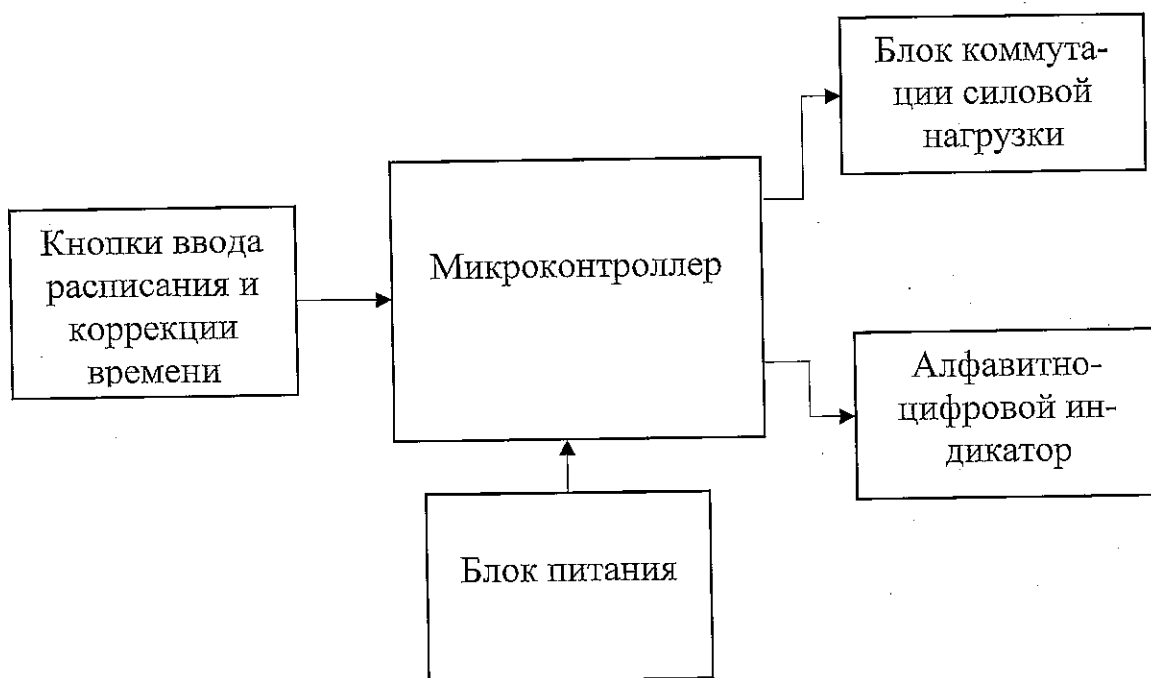 Блок коммута-
ции силовой
нагрузки
Кнопки ввода
расписания и
коррекции
времени
Микроконтроллер
Алфавитно-
цифровой ин-
дикатор
Блок питания